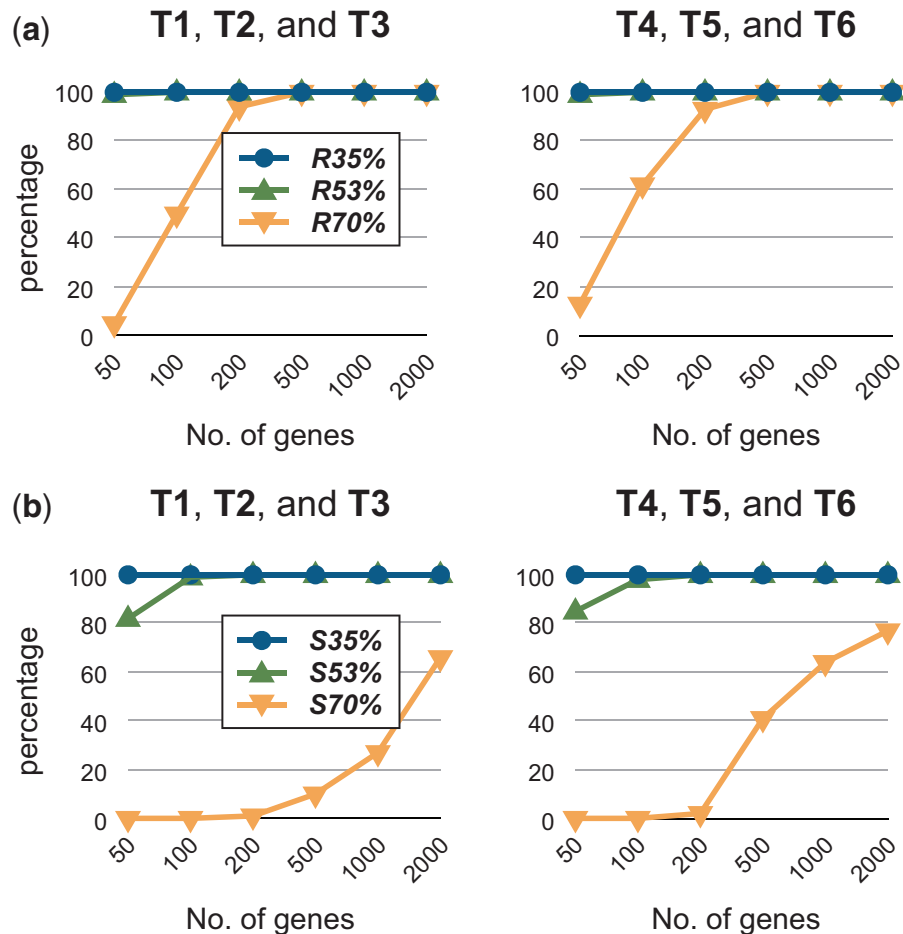 (a) T1, T2, and T3 T4, T5, and T6
percentage
100
80
60
40
20
0
R35%
R53%
R70%
50 100 200 500 1000 2000
No. of genes
100
80
60
40
20
0
50 100 200 500 1000 2000
No. of genes
(b) T1, T2, and T3 T4, T5, and T6
percentage
100
80
60
40
20
0
S35%
S53%
S70%
50 100 200 500 1000 2000
No. of genes
100
80
60
40
20
0
50 100 200 500 1000 2000
No. of genes